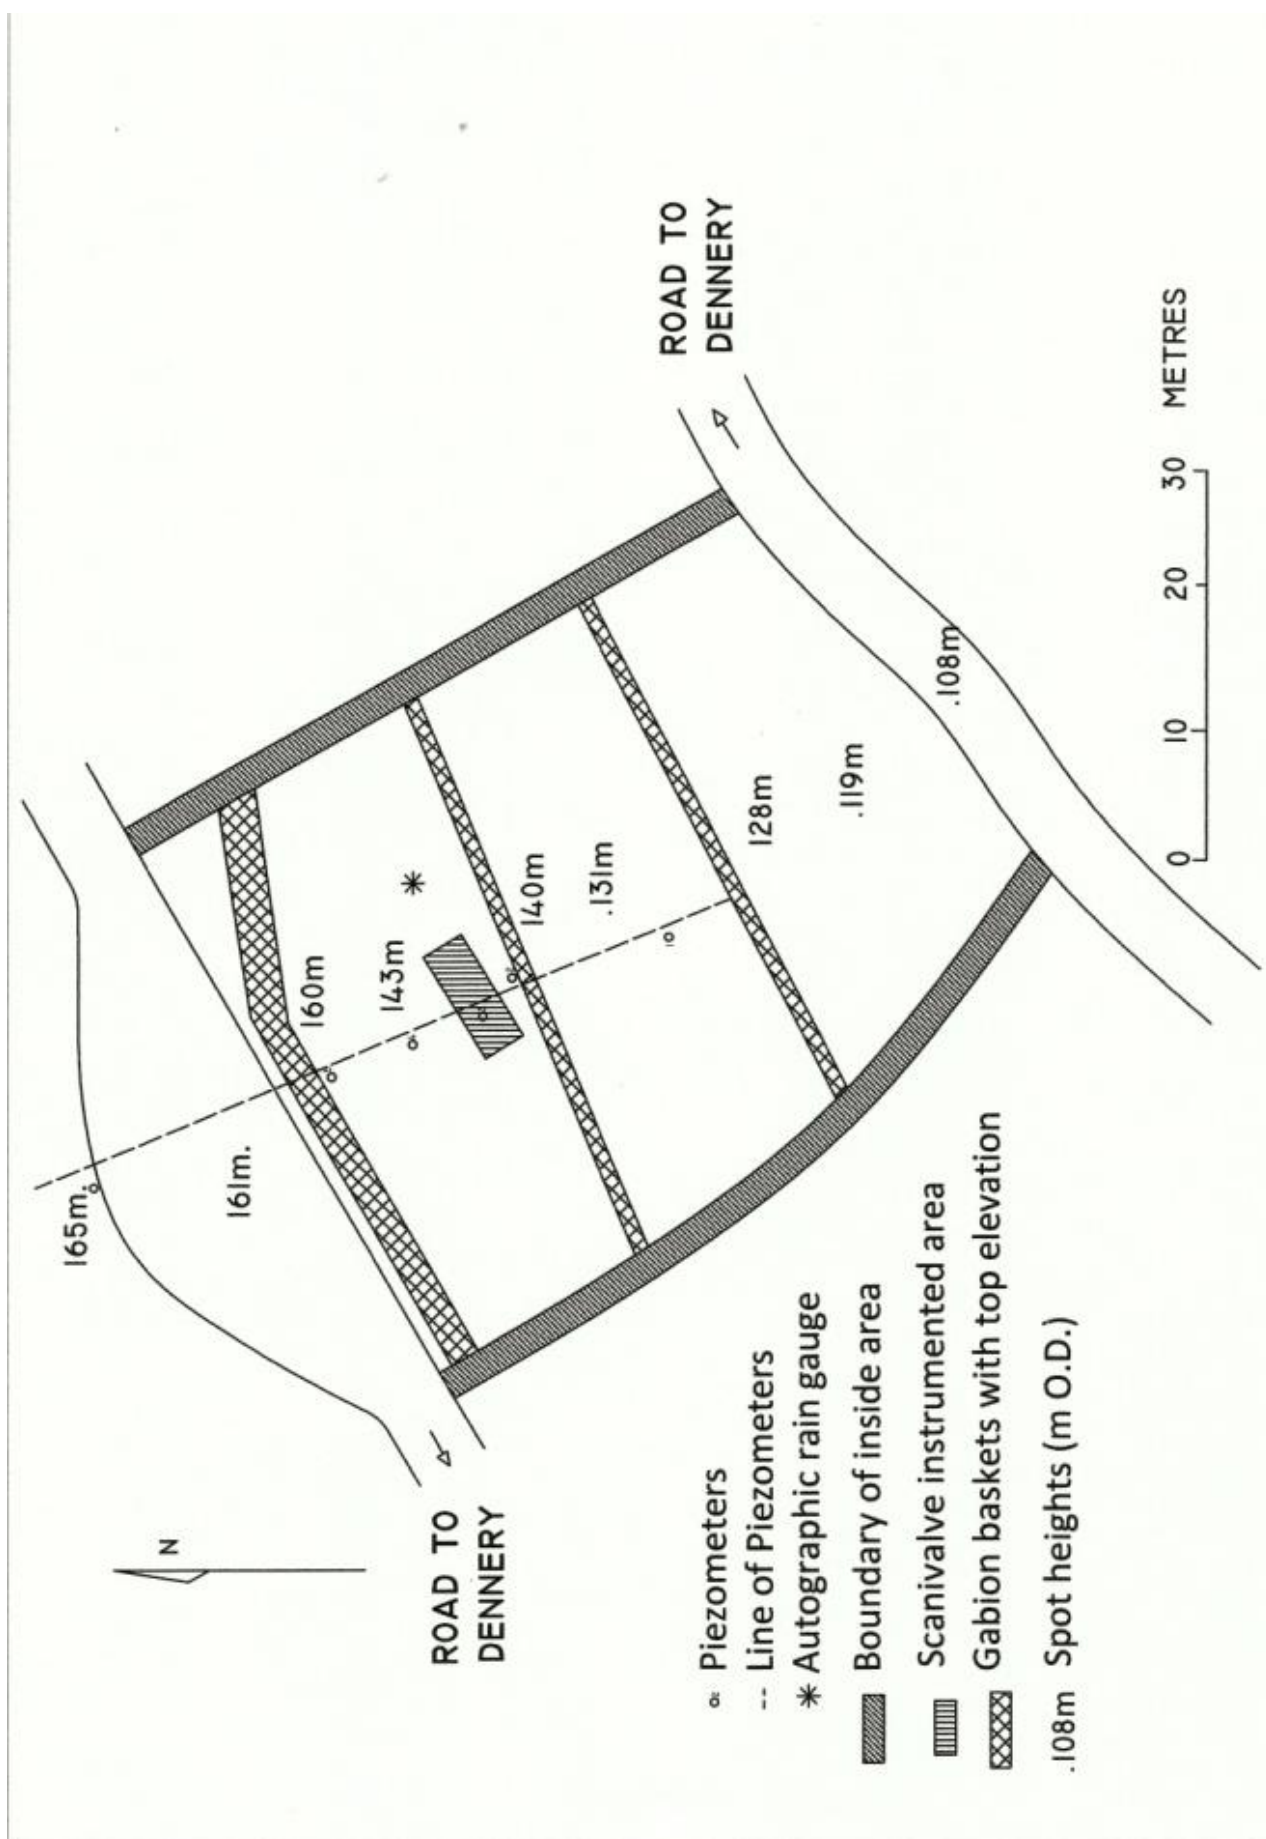 165m.
161m.
160m
143m
140m
.131m
128m
.119m
.108m
ROAD TO
DENNERY
ROAD TO
DENNERY
N
Piezometers
Line of Piezometers
Autographic rain gauge
Boundary of inside area
Scanivalve instrumented area
Gabion baskets with top elevation
.108m Spot heights (m O.D.)
0 10 20 30 METRES